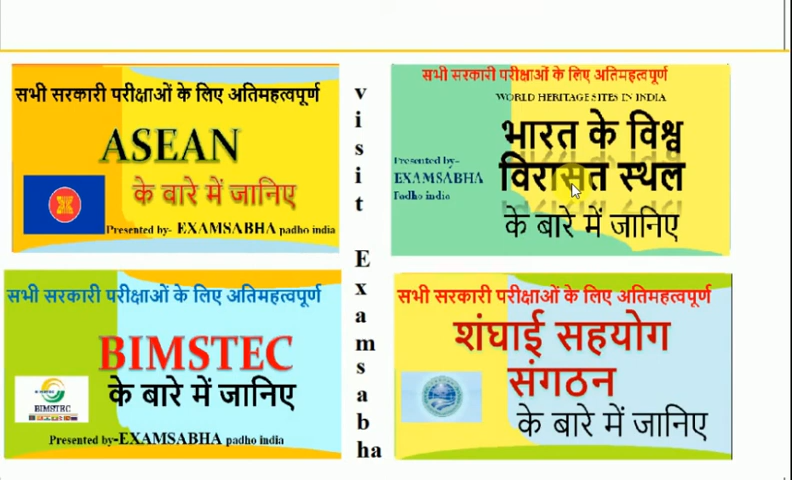 सभी सरकारी परीक्षाओं के लिए अतिमहत्वपूर्ण
ASEAN
के बारे में जानिए
Presented by- EXAMSABHA padho india
visit Examsabha
सभी सरकारी परीक्षाओं के लिए अतिमहत्वपूर्ण
WORLD HERITAGE SITES IN INDIA
भारत के विश्व
विरासत स्थल
के बारे में जानिए
Presented by-
EXAMSABHA
Padho india
सभी सरकारी परीक्षाओं के लिए अतिमहत्वपूर्ण
BIMSTEC
के बारे में जानिए
BIMSTEC
Presented by-EXAMSABHA padho india
सभी सरकारी परीक्षाओं के लिए अतिमहत्वपूर्ण
शंघाई सहयोग
संगठन
के बारे में जानिए